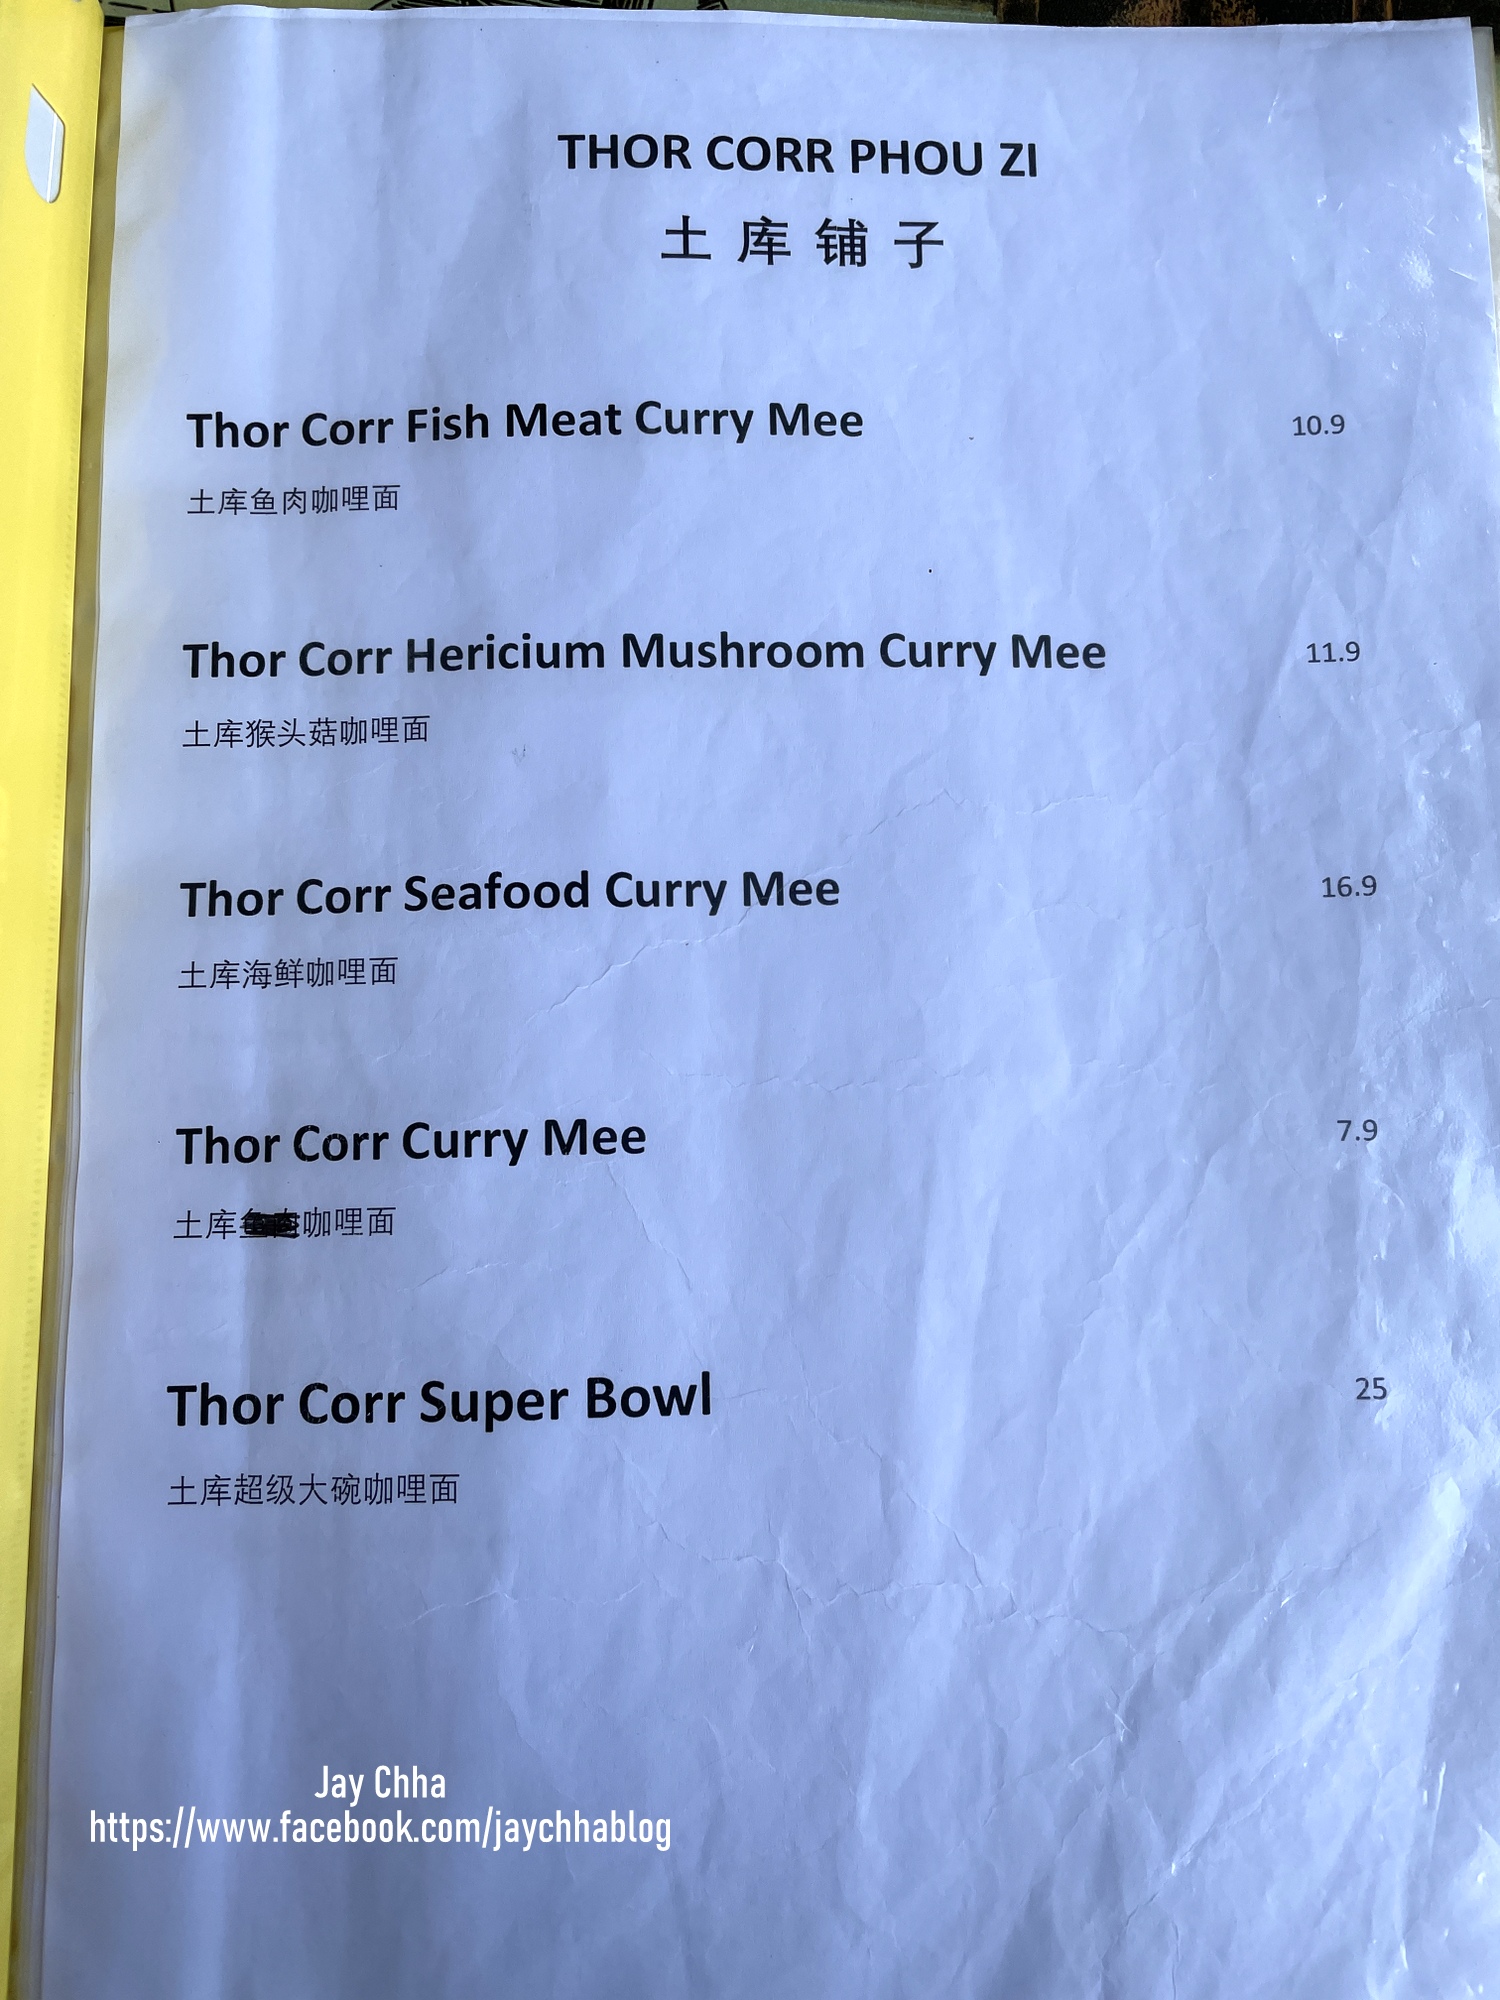 THOR CORR PHOU ZI
土库铺子
Thor Corr Fish Meat Curry Mee 10.9
土库鱼肉咖哩面
Thor Corr Hericium Mushroom Curry Mee 11.9
土库猴头菇咖哩面
Thor Corr Seafood Curry Mee 16.9
土库海鲜咖哩面
Thor Corr Curry Mee 7.9
土库咖哩面
Thor Corr Super Bowl 25
土库超级大碗咖哩面
Jay Chha
https://www.facebook.com/jaychhablog